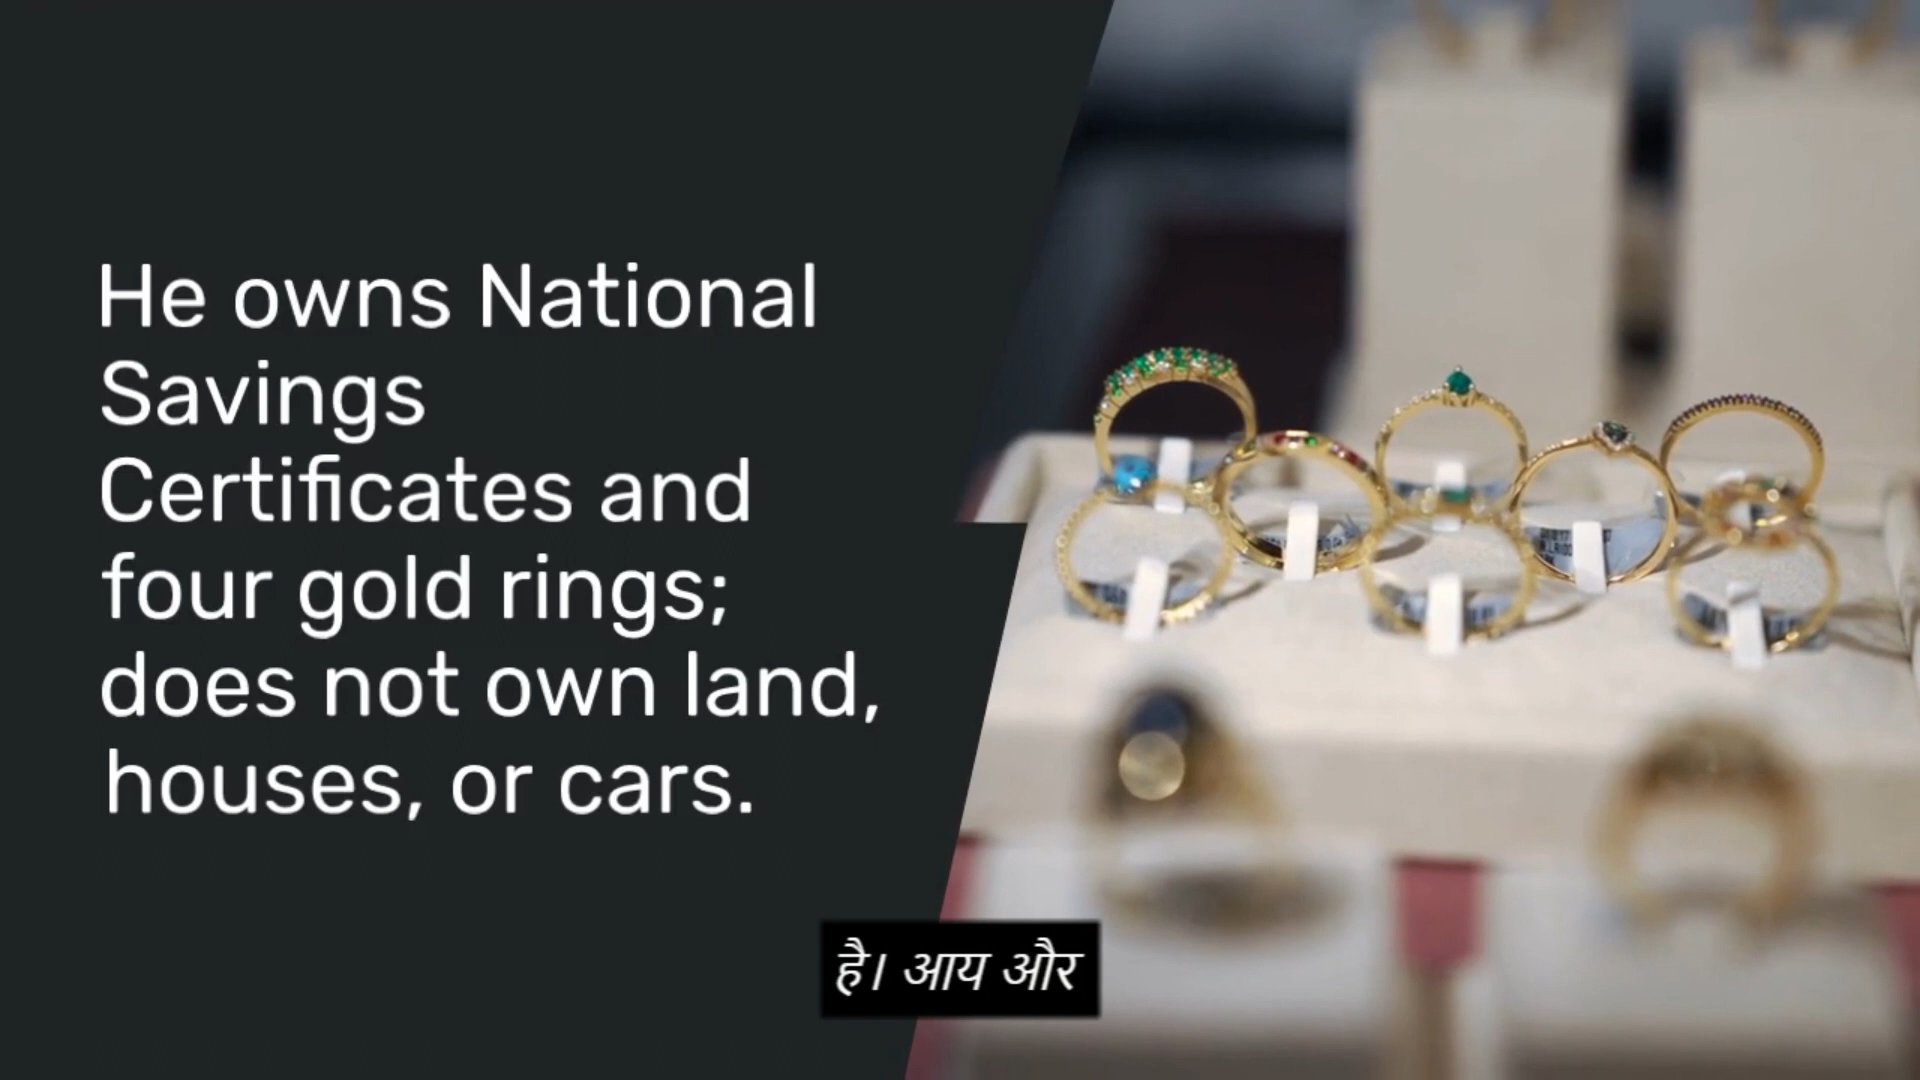 He owns National
Savings
Certificates and
four gold rings;
does not own land,
houses, or cars.
है। आय और